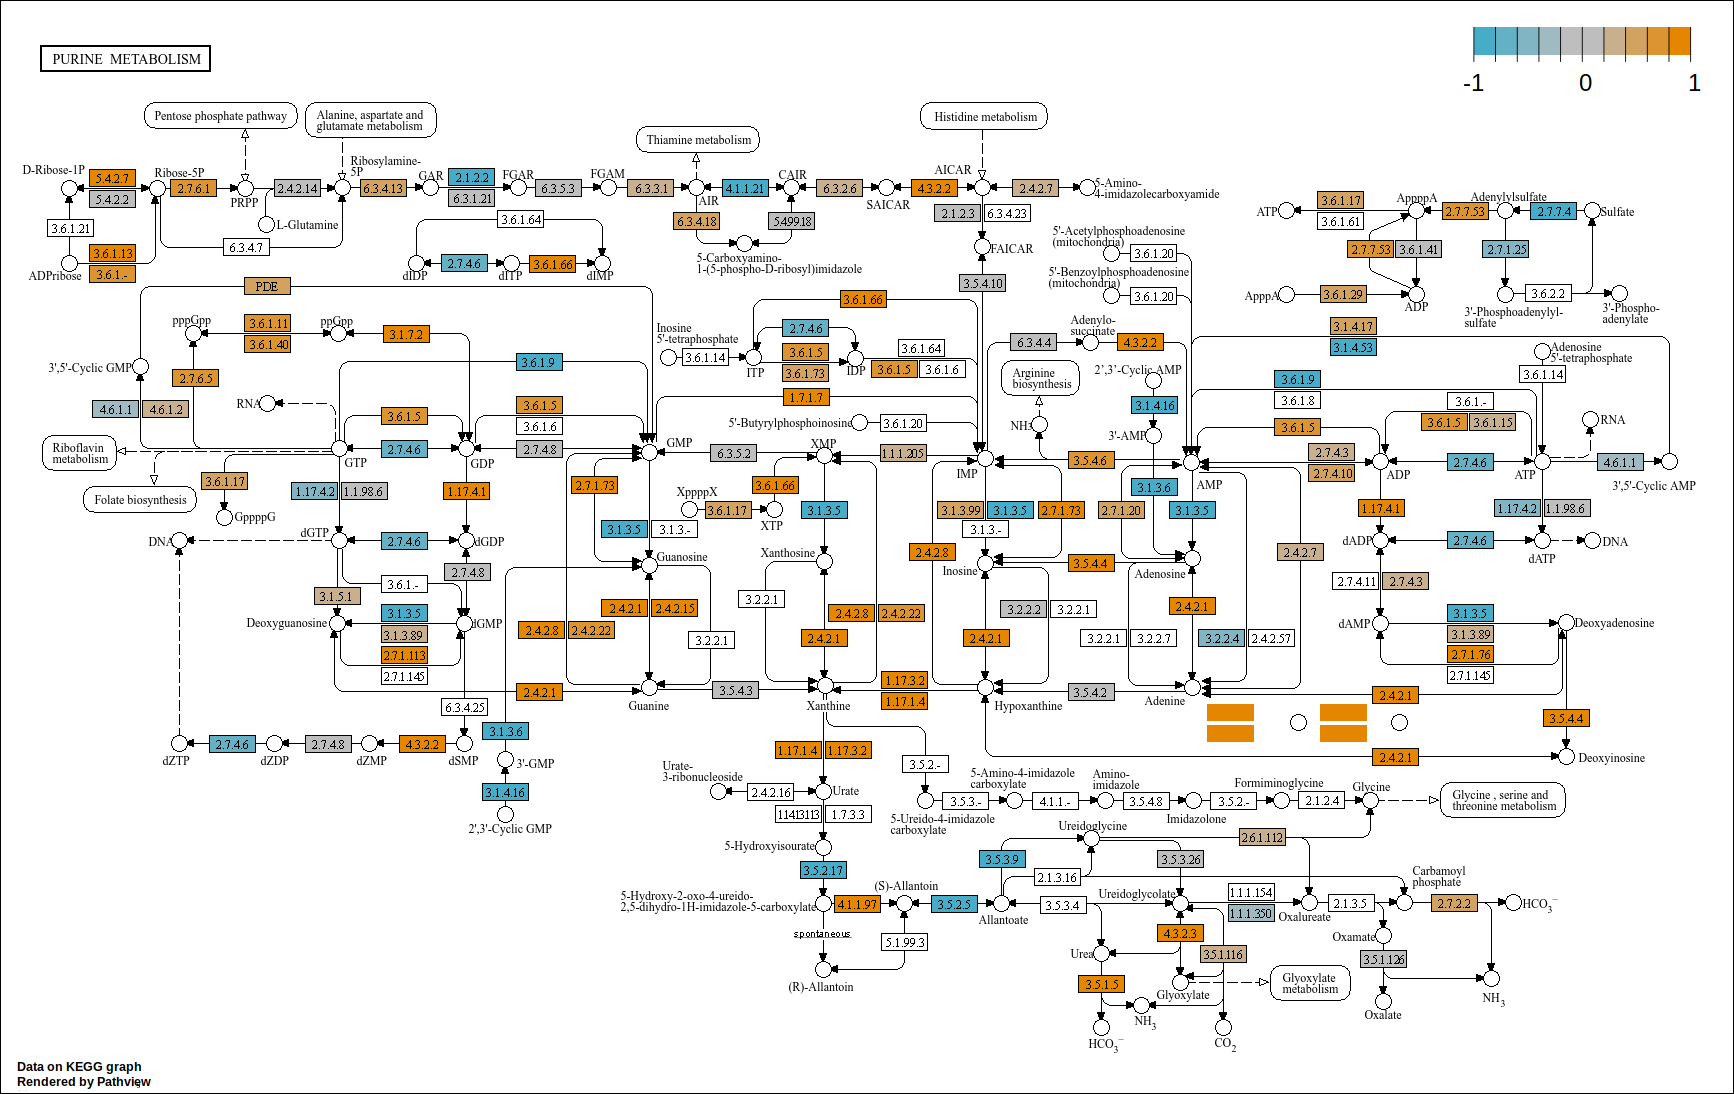 PURINE METABOLISM
-1 0 1
Pentose phosphate pathway
Alanine, aspartate and
glutamate metabolism
Thiamine metabolism
Histidine metabolism
D-Ribose-1P
5.4.2.7
5.4.2.2
Ribose-5P
2.7.6.1
PRPP
2.4.2.14
L-Glutamine
Ribosylamine-
5P
6.3.4.13
GAR
2.1.2.2
6.3.1.21
FGAR
6.3.5.3
FGAM
6.3.3.1
AIR
4.1.1.21
CAIR
6.3.2.6
SAICAR
4.3.2.2
AICAR
2.4.2.7
5-Amino-
4-imidazolecarboxyamide
3.6.1.21
ADPribose
3.6.1.13
3.6.1.-
6.3.4.7
3.6.1.64
dIDP
2.7.4.6
dITP
3.6.1.66
dIMP
6.3.4.18
5.4.99.18
5-Carboxyamino-
1-(5-phospho-D-ribosyl)imidazole
2.1.2.3
6.3.4.23
FAICAR
3.5.4.10
5'-Acetylphosphoadenosine
(mitochondria)
3.6.1.20
5'-Benzoylphosphoadenosine
(mitochondria)
3.6.1.20
ATP
3.6.1.17
3.6.1.61
AppppA
2.7.7.53
Adenylylsulfate
2.7.7.4
Sulfate
2.7.7.53
3.6.1.41
2.7.1.25
ApppA
3.6.1.29
ADP
3.6.2.2
3'-Phosphoadenylyl-
sulfate
3'-Phospho-
adenylate
PDE
pppGpp
3.6.1.11
3.6.1.40
ppGpp
3.1.7.2
3',5'-Cyclic GMP
2.7.6.5
4.6.1.1
4.6.1.2
RNA
3.6.1.9
3.6.1.5
3.6.1.5
3.6.1.6
Inosine
5'-tetraphosphate
3.6.1.14
3.6.1.66
2.7.4.6
ITP
3.6.1.5
3.6.1.73
IDP
3.6.1.64
3.6.1.5
3.6.1.6
1.7.1.7
5'-Butyrylphosphoinosine
3.6.1.20
6.3.4.4
Adenylo-
succinate
4.3.2.2
Arginine
biosynthesis
NH3
2',3'-Cyclic AMP
3.1.4.16
3'-AMP
3.1.4.17
3.1.4.53
3.6.1.9
3.6.1.8
3.6.1.5
Adenosine
5'-tetraphosphate
3.6.1.14
3.6.1.-
3.6.1.5
3.6.1.15
RNA
Riboflavin
metabolism
Folate biosynthesis
GTP
2.7.4.6
GDP
2.7.4.8
GMP
6.3.5.2
XMP
1.1.1.205
IMP
3.5.4.6
AMP
2.7.4.3
2.7.4.10
ADP
2.7.4.6
ATP
4.6.1.1
3',5'-Cyclic AMP
3.6.1.17
GppppG
1.17.4.2
1.1.98.6
1.17.4.1
2.7.1.73
XppppX
3.6.1.17
3.6.1.66
XTP
3.1.3.5
3.1.3.5
3.1.3.-
3.1.3.99
3.1.3.5
2.7.1.73
3.1.3.-
3.1.3.6
2.7.1.20
3.1.3.5
1.17.4.1
1.17.4.2
1.1.98.6
DNA
dGTP
2.7.4.6
dGDP
2.7.4.8
Guanosine
Xanthosine
2.4.2.8
Inosine
3.5.4.4
Adenosine
2.4.2.7
dADP
2.7.4.6
dATP
DNA
3.6.1.-
3.1.5.1
3.1.3.5
3.1.3.89
2.7.1.113
2.7.1.145
Deoxyguanosine
dGMP
2.4.2.8
2.4.2.22
2.4.2.1
2.4.2.15
3.2.2.1
3.2.2.1
2.4.2.8
2.4.2.22
2.4.2.1
2.4.2.1
3.2.2.2
3.2.2.1
3.2.2.1
3.2.2.7
2.4.2.1
3.2.2.4
2.4.2.57
2.7.4.11
2.7.4.3
dAMP
3.1.3.5
3.1.3.89
2.7.1.76
2.7.1.145
Deoxyadenosine
2.4.2.1
Guanine
3.5.4.3
Xanthine
1.17.3.2
1.17.1.4
Hypoxanthine
3.5.4.2
Adenine
2.4.2.1
3.5.4.4
6.3.4.25
dZTP
2.7.4.6
dZDP
2.7.4.8
dZMP
4.3.2.2
dSMP
3.1.3.6
3'-GMP
3.1.4.16
2',3'-Cyclic GMP
1.17.1.4
1.17.3.2
2.4.2.1
Deoxyinosine
Urate-
3-ribonucleoside
2.4.2.16
Urate
1.14.13.113
1.7.3.3
3.5.2.-
5-Ureido-4-imidazole
carboxylate
3.5.3.-
5-Amino-4-imidazole
carboxylate
4.1.1.-
Amino-
imidazole
3.5.4.8
Imidazolone
3.5.2.-
Formiminoglycine
2.1.2.4
Glycine
Glycine , serine and
threonine metabolism
5-Hydroxyisourate
3.5.2.17
5-Hydroxy-2-oxo-4-ureido-
2,5-dihydro-1H-imidazole-5-carboxylate
4.1.1.97
(S)-Allantoin
3.5.2.5
Allantoate
3.5.3.9
Ureidoglycine
2.1.3.16
3.5.3.26
2.6.1.112
3.5.3.4
Ureidoglycolate
1.1.1.154
1.1.1.350
Oxalureate
2.1.3.5
Carbamoyl
phosphate
2.7.2.2
HCO3−
spontaneous
5.1.99.3
(R)-Allantoin
Urea
4.3.2.3
3.5.1.116
3.5.1.5
Glyoxylate
Glyoxylate
metabolism
NH3
HCO3−
CO2
Oxamate
3.5.1.126
Oxalate
NH3
Data on KEGG graph
Rendered by Pathview